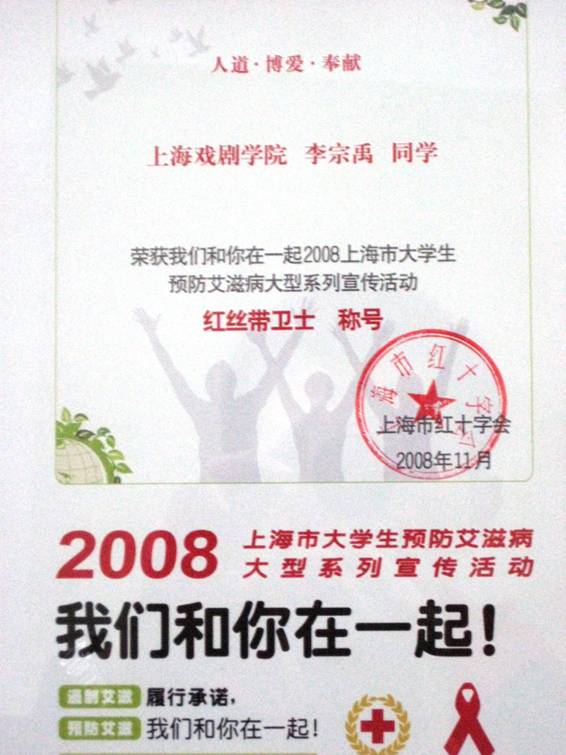 人道·博爱·奉献
上海戏剧学院 李宗禹 同学
荣获我们和你在一起2008上海市大学生
预防艾滋病大型系列宣传活动
红丝带卫士 称号
上海市红十字会
上海市红十字会
2008年11月
2008 上海市大学生预防艾滋病
大型系列宣传活动
我们和你在一起！
遏制艾滋 履行承诺，
预防艾滋 我们和你在一起！